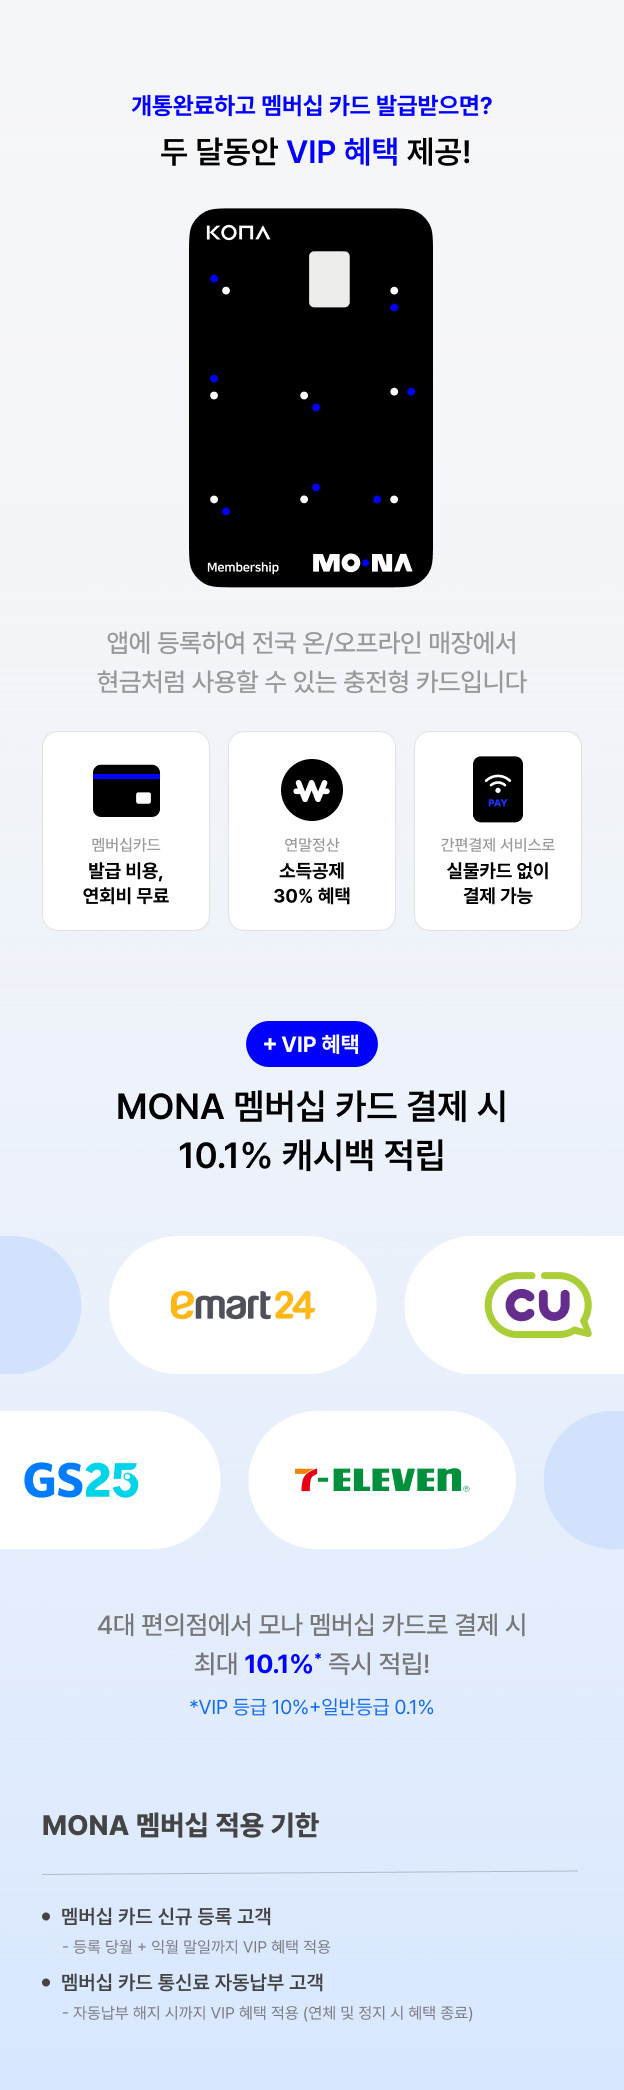 개통완료하고 멤버십 카드 발급받으면?
두 달동안 VIP 혜택 제공!
KONA
Membership
MO·NA
앱에 등록하여 전국 온/오프라인 매장에서
현금처럼 사용할 수 있는 충전형 카드입니다
멤버십카드
발급 비용,
연회비 무료
연말정산
소득공제
30% 혜택
PAY
간편결제 서비스로
실물카드 없이
결제 가능
+ VIP 혜택
MONA 멤버십 카드 결제 시
10.1% 캐시백 적립
emart24
CU
GS25
7-ELEVEn®
4대 편의점에서 모나 멤버십 카드로 결제 시
최대 10.1%* 즉시 적립!
*VIP 등급 10%+일반등급 0.1%
MONA 멤버십 적용 기한
• 멤버십 카드 신규 등록 고객
- 등록 당월 + 익월 말일까지 VIP 혜택 적용
• 멤버십 카드 통신료 자동납부 고객
- 자동납부 해지 시까지 VIP 혜택 적용 (연체 및 정지 시 혜택 종료)